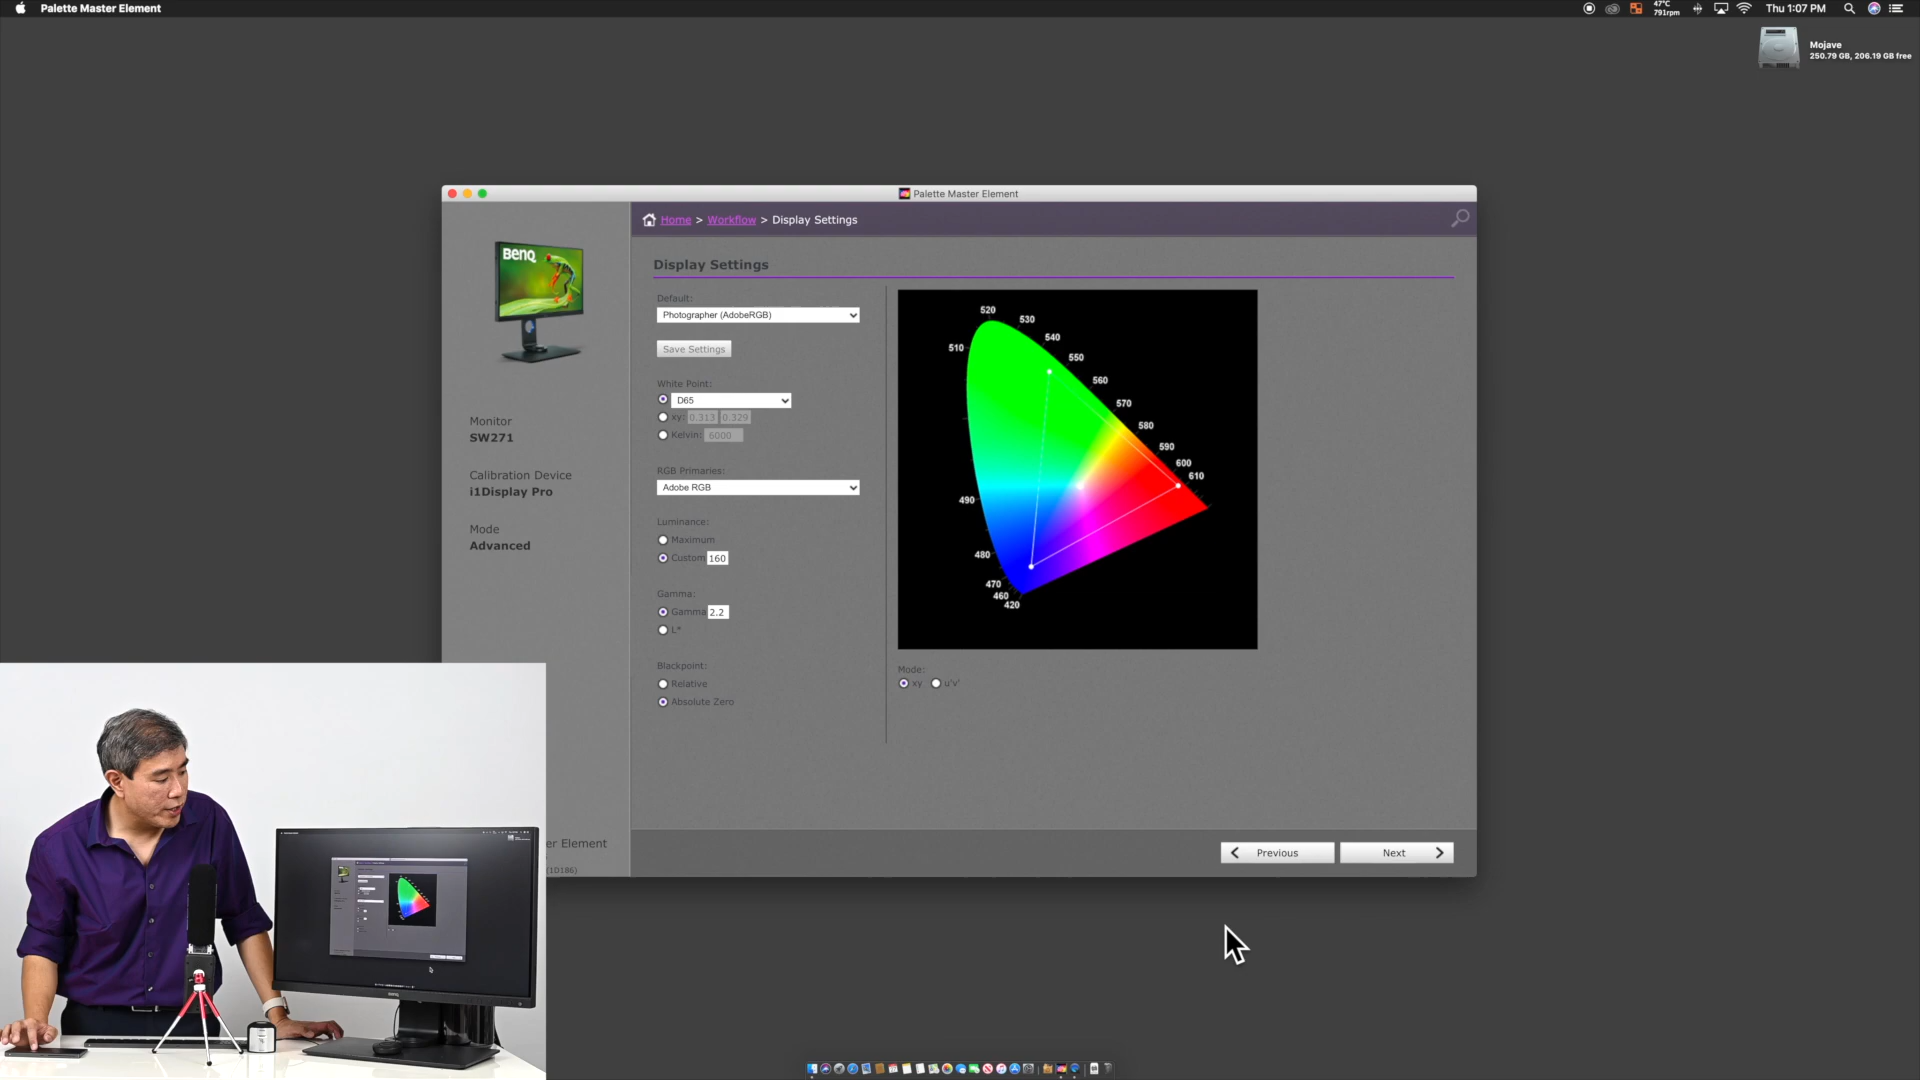 Palette Master Element
47°C
791rpm
Thu 1:07 PM
Mojave
250.79 GB, 206.19 GB free
Palette Master Element
Home > Workflow > Display Settings
BenQ
Display Settings
Default:
Photographer (AdobeRGB)
Save Settings
White Point:
D65
xy: 0.313 0.329
Kelvin: 6000
RGB Primaries:
Adobe RGB
Luminance:
Maximum
Custom 160
Gamma:
Gamma 2.2
L*
Blackpoint:
Relative
Absolute Zero
Monitor
SW271
Calibration Device
i1Display Pro
Mode
Advanced
520
530
540
510
550
560
570
580
590
600
610
490
480
470
460
420
Mode:
xy u'v'
er Element
(1D186)
Previous
Next